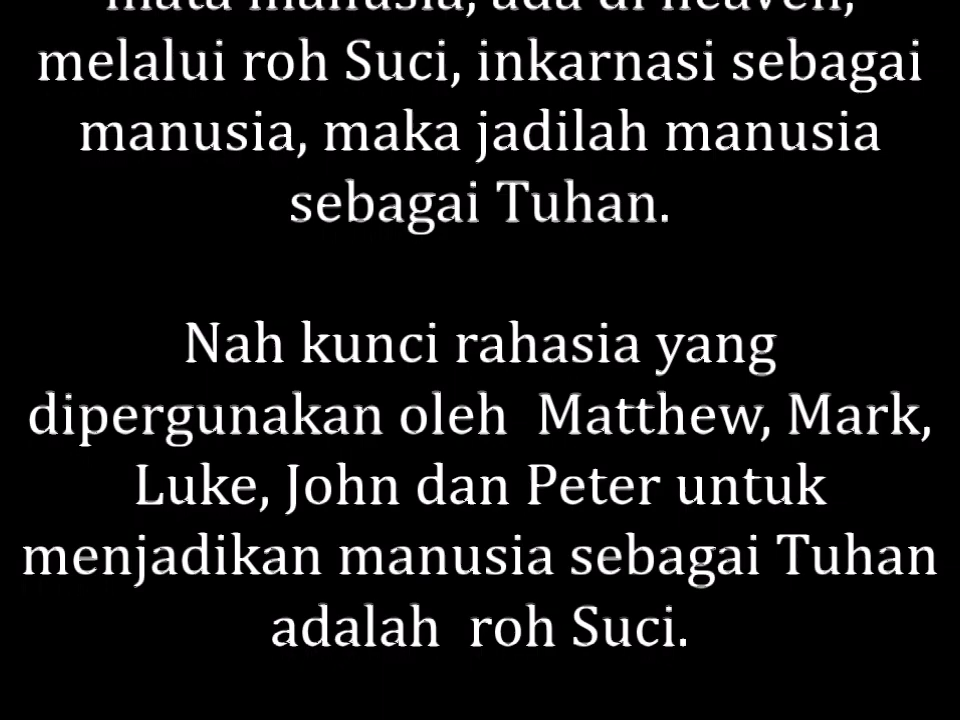 mata manusia, ada di heaven,
melalui roh Suci, inkarnasi sebagai
manusia, maka jadilah manusia
sebagai Tuhan.
Nah kunci rahasia yang
dipergunakan oleh  Matthew, Mark,
Luke, John dan Peter untuk
menjadikan manusia sebagai Tuhan
adalah  roh Suci.